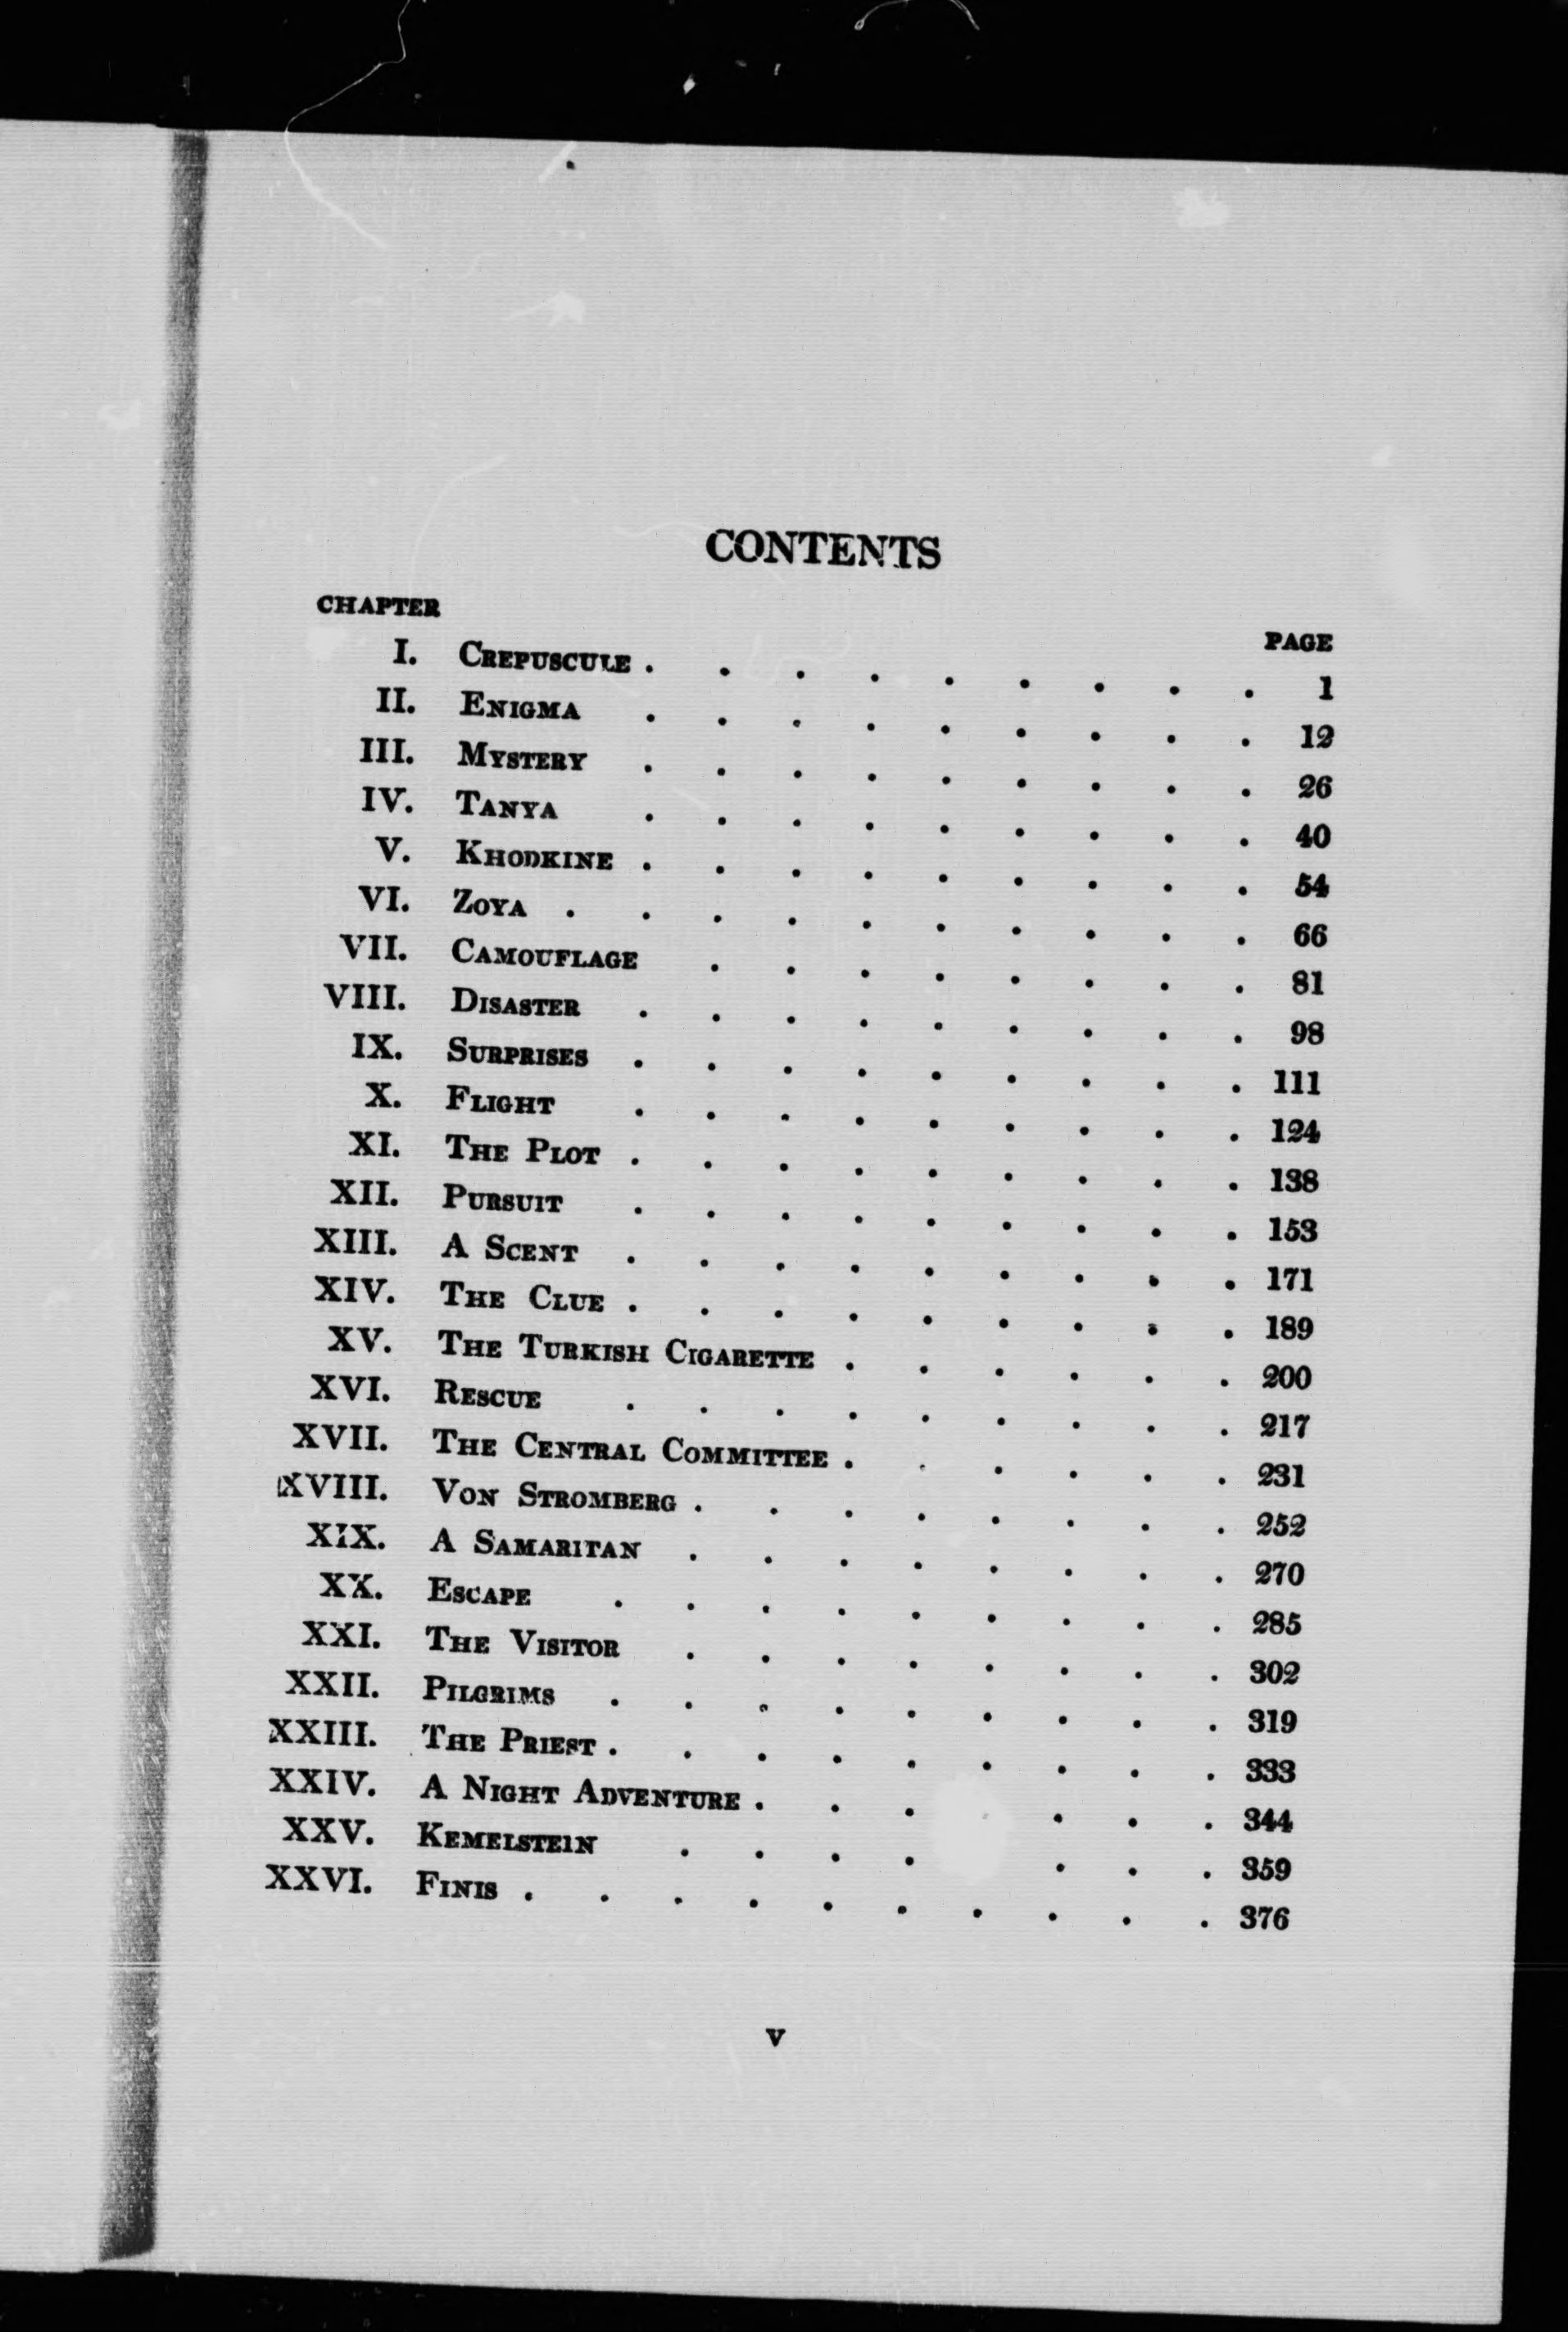 CONTENTS
CHAPTER PAGE
I. CREPUSCULE . . . . . . . . . 1
II. ENIGMA . . . . . . . . . 12
III. MYSTERY . . . . . . . . . 26
IV. TANYA . . . . . . . . . 40
V. KHODKINE . . . . . . . . . 54
VI. ZOYA . . . . . . . . . . 66
VII. CAMOUFLAGE . . . . . . . . 81
VIII. DISASTER . . . . . . . . . 98
IX. SURPRISES . . . . . . . . . 111
X. FLIGHT . . . . . . . . . 124
XI. THE PLOT . . . . . . . . . 138
XII. PURSUIT . . . . . . . . . 153
XIII. A SCENT . . . . . . . . . 171
XIV. THE CLUE . . . . . . . . . 189
XV. THE TURKISH CIGARETTE . . . . . . 200
XVI. RESCUE . . . . . . . . . 217
XVII. THE CENTRAL COMMITTEE . . . . . . 231
XVIII. VON STROMBERG . . . . . . . . 252
XIX. A SAMARITAN . . . . . . . . 270
XX. ESCAPE . . . . . . . . . 285
XXI. THE VISITOR . . . . . . . . 302
XXII. PILGRIMS . . . . . . . . . 319
XXIII. THE PRIEST . . . . . . . . . 333
XXIV. A NIGHT ADVENTURE . . . . . . 344
XXV. KEMELSTEIN . . . . . . . 359
XXVI. FINIS . . . . . . . . . . 376
v